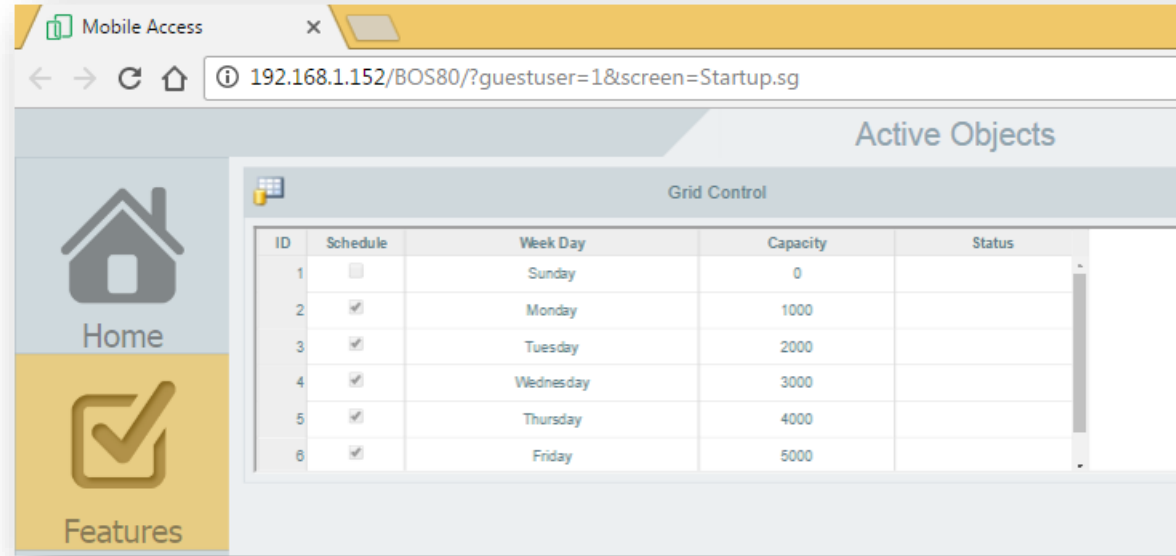 Mobile Access
192.168.1.152/BOS80/?guestuser=1&screen=Startup.sg
Active Objects
Grid Control
ID Schedule Week Day Capacity Status
1 Sunday 0
2 Monday 1000
3 Tuesday 2000
4 Wednesday 3000
5 Thursday 4000
6 Friday 5000
Home
Features